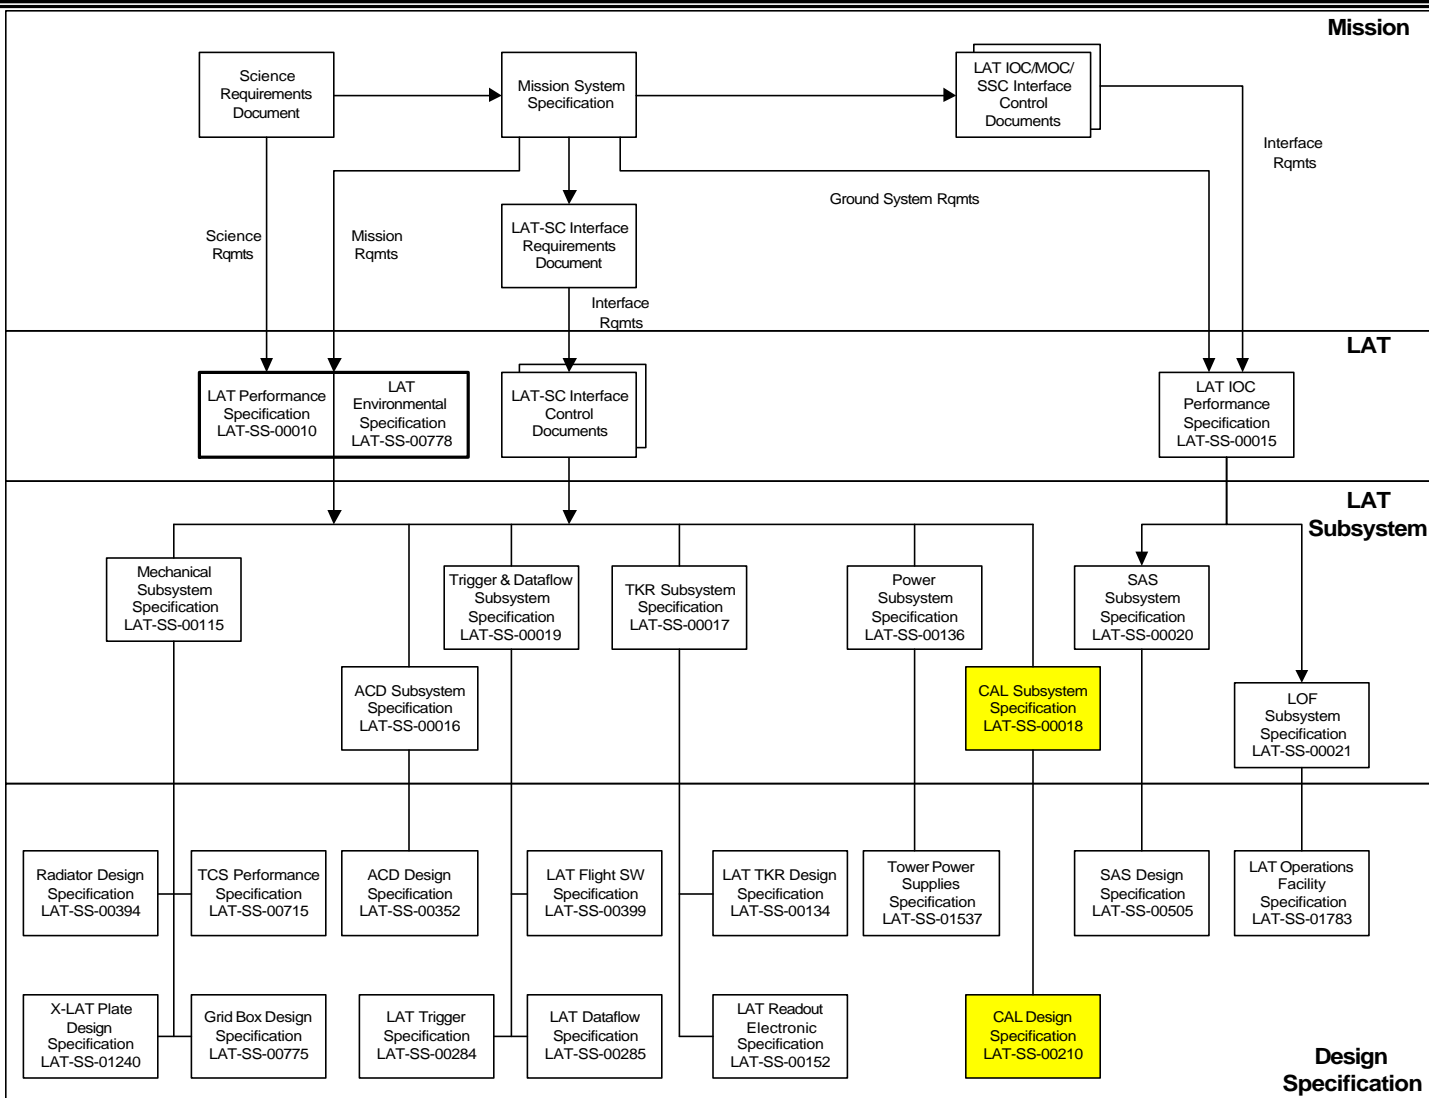 Mission
Science
Requirements
Document
Mission System
Specification
LAT IOC/MOC/
SSC Interface
Control
Documents
Interface
Rqmts
Ground System Rqmts
Science
Rqmts
Mission
Rqmts
LAT-SC Interface
Requirements
Document
Interface
Rqmts
LAT
LAT Performance
Specification
LAT-SS-00010
LAT
Environmental
Specification
LAT-SS-00778
LAT-SC Interface
Control
Documents
LAT IOC
Performance
Specification
LAT-SS-00015
LAT
Subsystem
Mechanical
Subsystem
Specification
LAT-SS-00115
Trigger & Dataflow
Subsystem
Specification
LAT-SS-00019
TKR Subsystem
Specification
LAT-SS-00017
Power
Subsystem
Specification
LAT-SS-00136
SAS
Subsystem
Specification
LAT-SS-00020
ACD Subsystem
Specification
LAT-SS-00016
CAL Subsystem
Specification
LAT-SS-00018
LOF
Subsystem
Specification
LAT-SS-00021
Radiator Design
Specification
LAT-SS-00394
TCS Performance
Specification
LAT-SS-00715
ACD Design
Specification
LAT-SS-00352
LAT Flight SW
Specification
LAT-SS-00399
LAT TKR Design
Specification
LAT-SS-00134
Tower Power
Supplies
Specification
LAT-SS-01537
SAS Design
Specification
LAT-SS-00505
LAT Operations
Facility
Specification
LAT-SS-01783
X-LAT Plate
Design
Specification
LAT-SS-01240
Grid Box Design
Specification
LAT-SS-00775
LAT Trigger
Specification
LAT-SS-00284
LAT Dataflow
Specification
LAT-SS-00285
LAT Readout
Electronic
Specification
LAT-SS-00152
CAL Design
Specification
LAT-SS-00210
Design
Specification